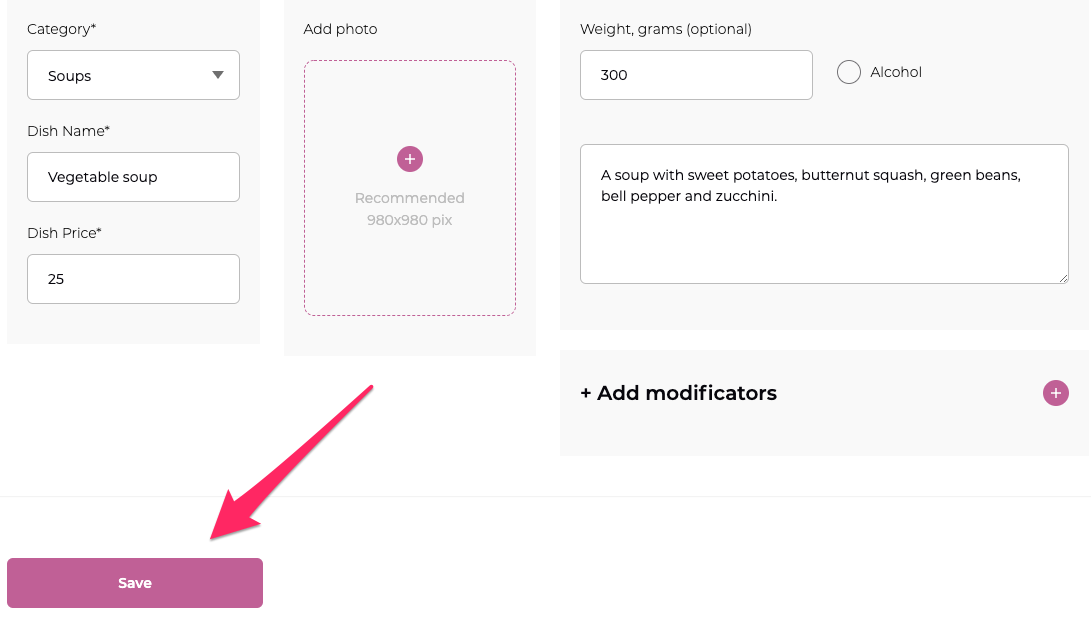 Category*
Soups
Dish Name*
Vegetable soup
Dish Price*
25
Add photo
+
Recommended
980x980 pix
Weight, grams (optional)
300
Alcohol
A soup with sweet potatoes, butternut squash, green beans,
bell pepper and zucchini.
+ Add modificators
+
Save